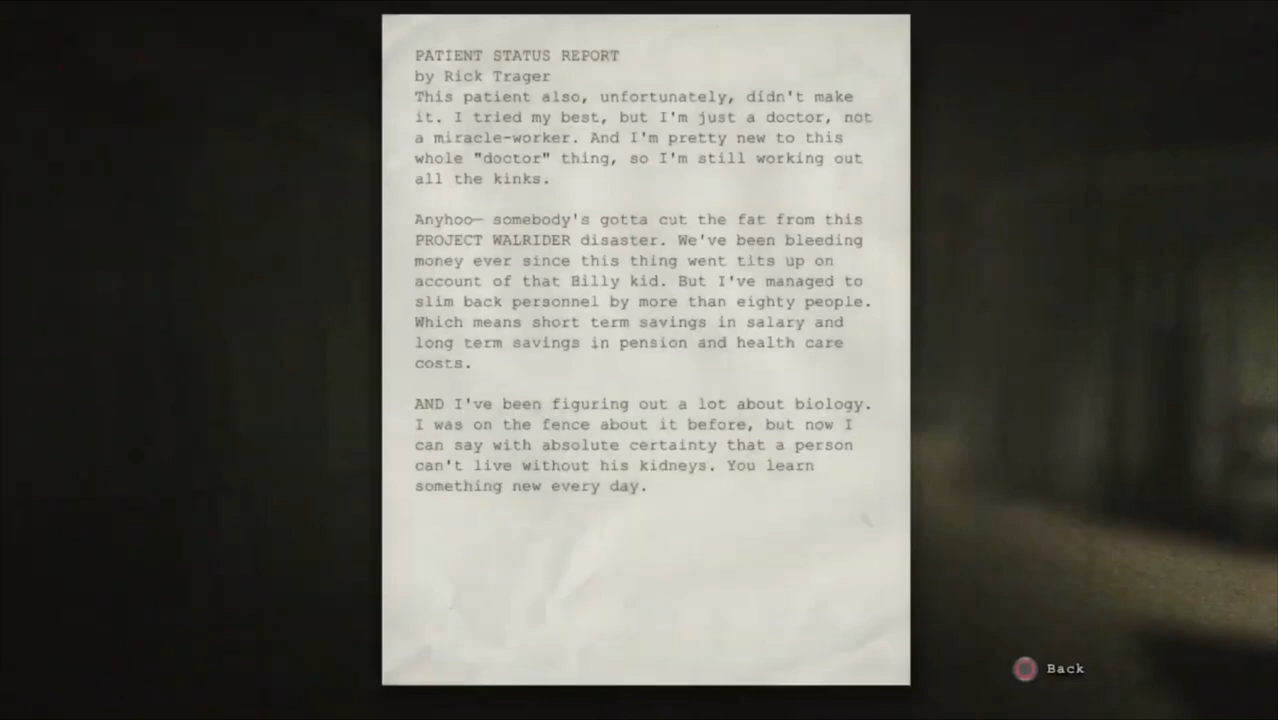 PATIENT STATUS REPORT
by Rick Trager
This patient also, unfortunately, didn't make
it. I tried my best, but I'm just a doctor, not
a miracle-worker. And I'm pretty new to this
whole "doctor" thing, so I'm still working out
all the kinks.
Anyhoo— somebody's gotta cut the fat from this
PROJECT WALRIDER disaster. We've been bleeding
money ever since this thing went tits up on
account of that Billy kid. But I've managed to
slim back personnel by more than eighty people.
Which means short term savings in salary and
long term savings in pension and health care
costs.
AND I've been figuring out a lot about biology.
I was on the fence about it before, but now I
can say with absolute certainty that a person
can't live without his kidneys. You learn
something new every day.
Back